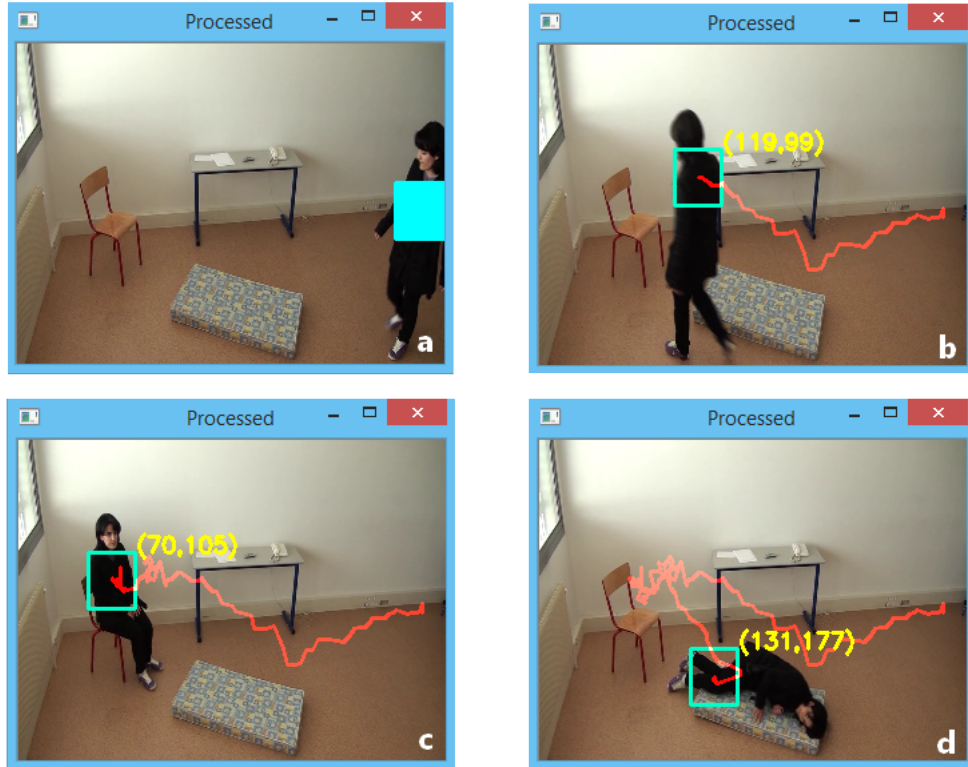 Processed
a
Processed
(119,99)
b
Processed
(70,105)
c
Processed
(131,177)
d